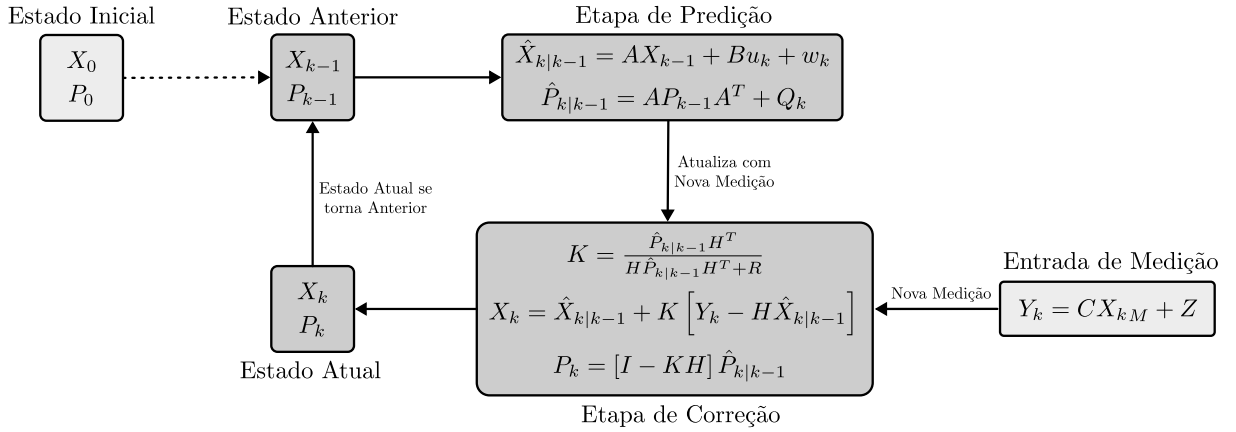 Estado Inicial
X_0
P_0
Estado Anterior
X_{k-1}
P_{k-1}
Etapa de Predição
\hat{X}_{k|k-1} = AX_{k-1} + Bu_k + w_k
\hat{P}_{k|k-1} = AP_{k-1}A^T + Q_k
Atualiza com
Nova Medição
Estado Atual se
torna Anterior
K = \frac{\hat{P}_{k|k-1}H^T}{H\hat{P}_{k|k-1}H^T+R}
X_k = \hat{X}_{k|k-1} + K\left[Y_k - H\hat{X}_{k|k-1}\right]
P_k = [I - KH]\,\hat{P}_{k|k-1}
Etapa de Correção
Entrada de Medição
Nova Medição
Y_k = CX_{k\,M} + Z
X_k
P_k
Estado Atual